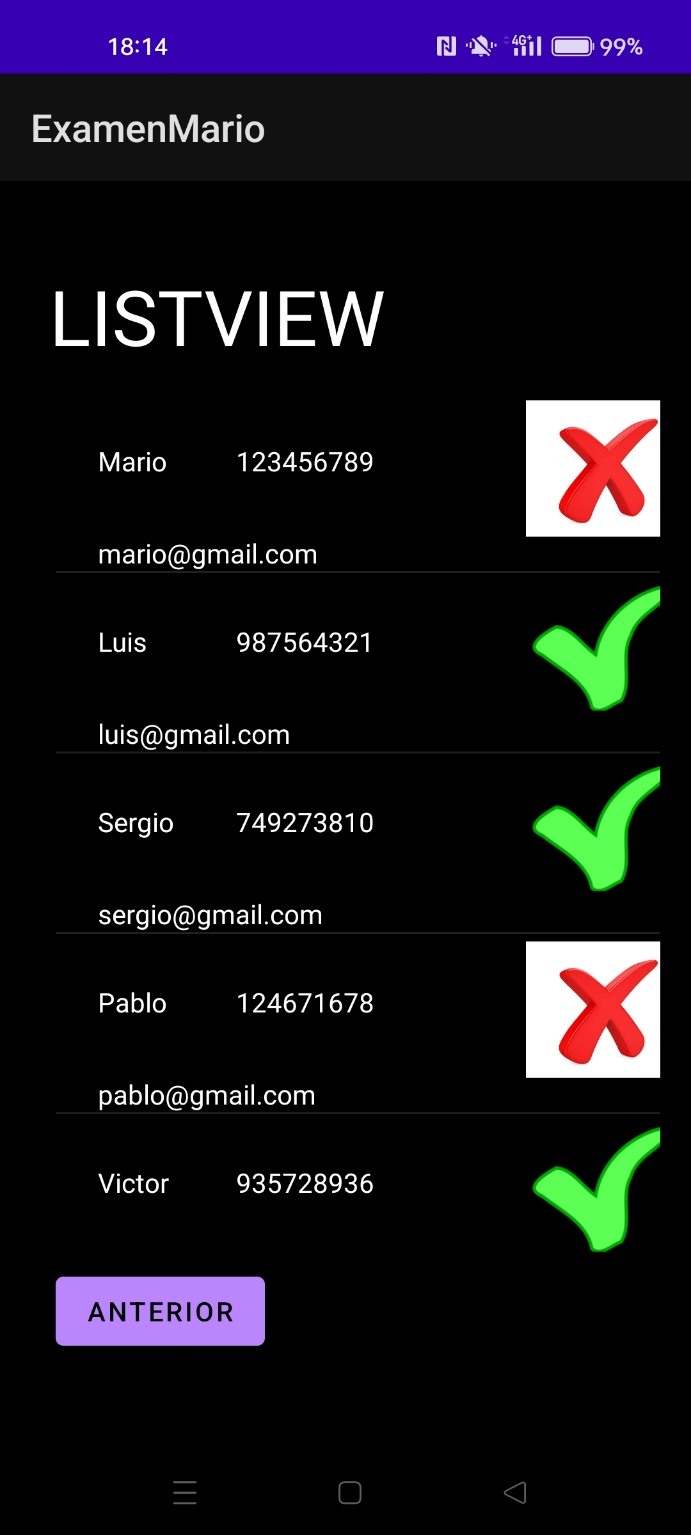 18:14 4G+ 99%
ExamenMario
LISTVIEW
Mario 123456789
mario@gmail.com
Luis 987564321
luis@gmail.com
Sergio 749273810
sergio@gmail.com
Pablo 124671678
pablo@gmail.com
Victor 935728936
ANTERIOR